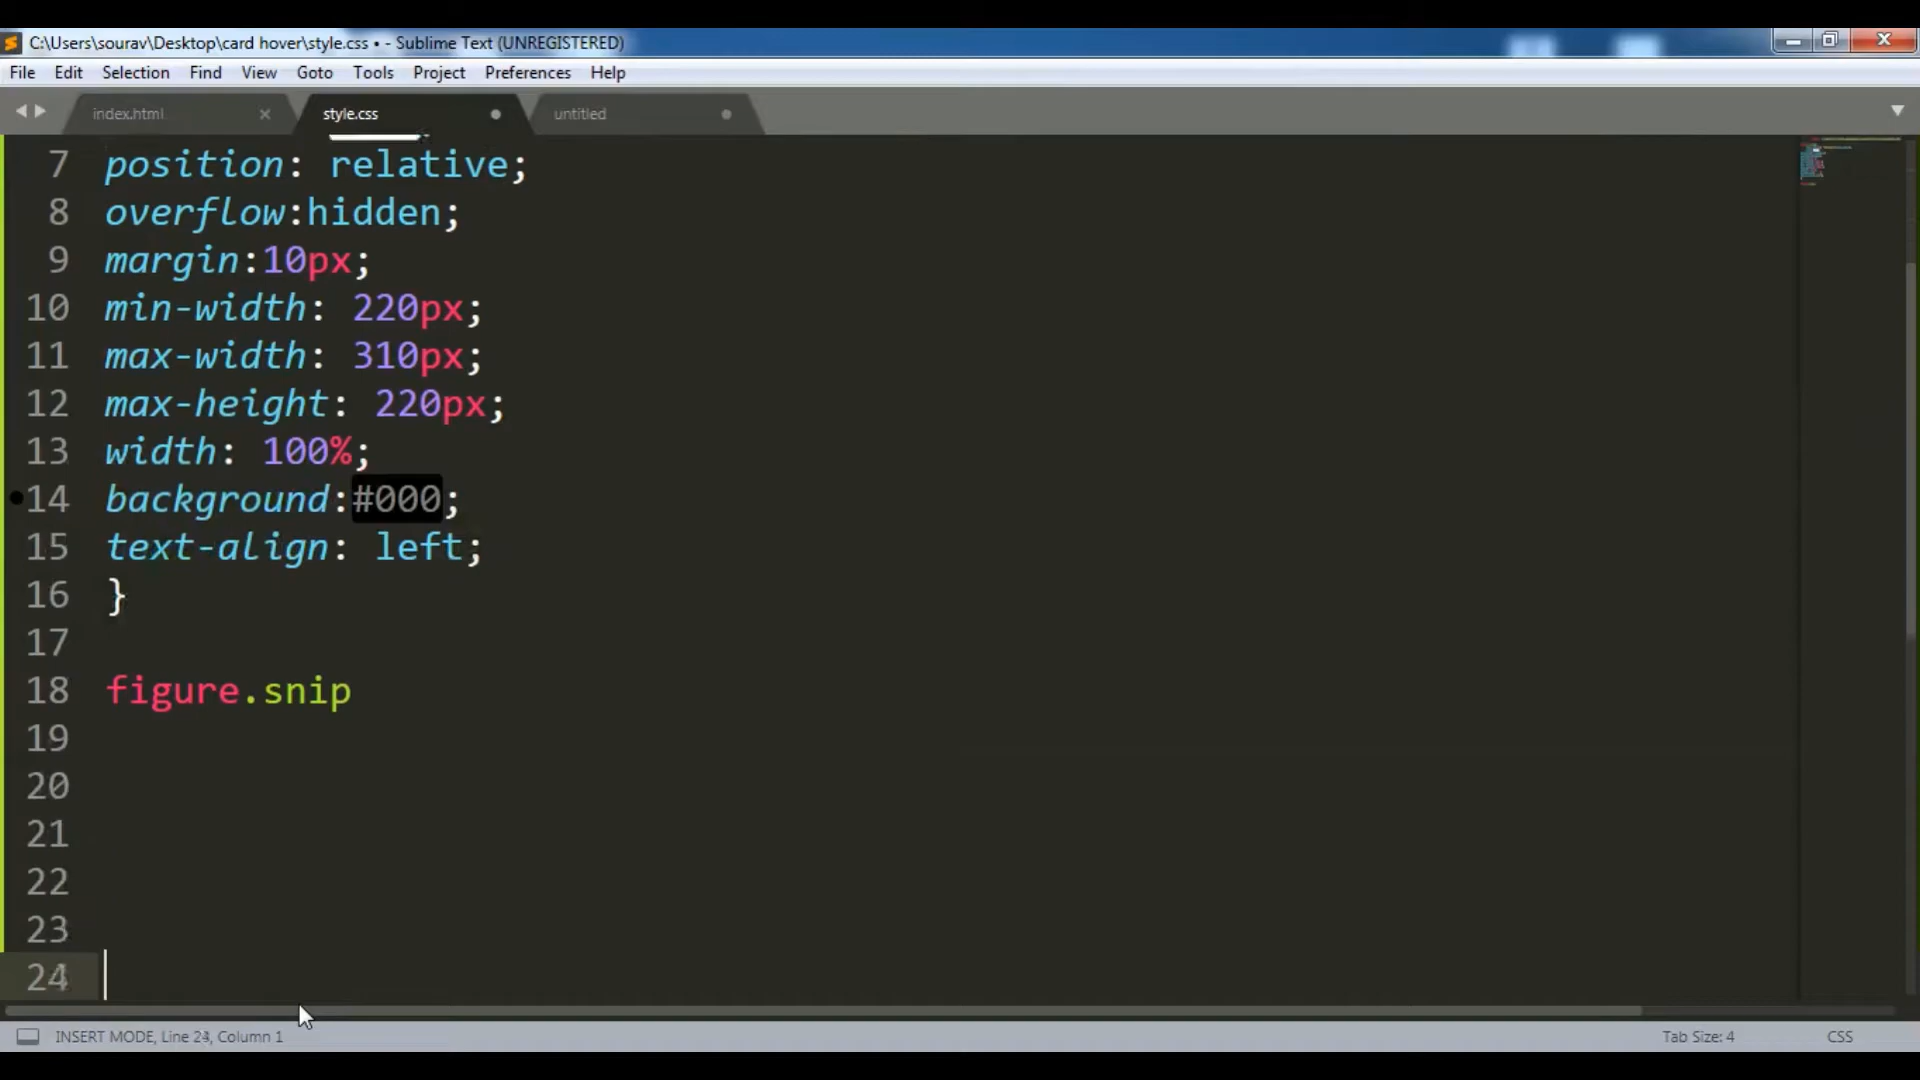 C:\Users\sourav\Desktop\card hover\style.css • - Sublime Text (UNREGISTERED)
File Edit Selection Find View Goto Tools Project Preferences Help
index.html style.css untitled
7 position: relative;
8 overflow:hidden;
9 margin:10px;
10 min-width: 220px;
11 max-width: 310px;
12 max-height: 220px;
13 width: 100%;
14 background:#000;
15 text-align: left;
16 }
17
18 figure.snip
19
20
21
22
23
24
INSERT MODE, Line 24, Column 1 Tab Size: 4 CSS